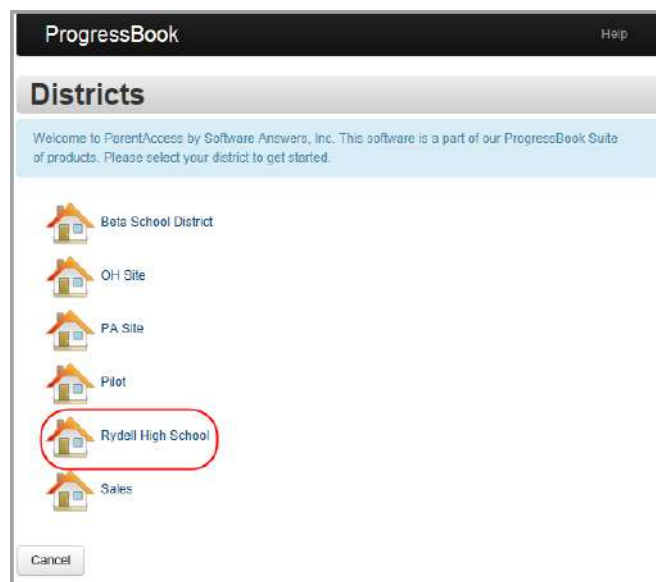 ProgressBook Help
Districts
Welcome to ParentAccess by Software Answers, Inc. This software is a part of our ProgressBook Suite
of products. Please select your district to get started.
Beta School District
OH Site
PA Site
Pilot
Rydell High School
Sales
Cancel